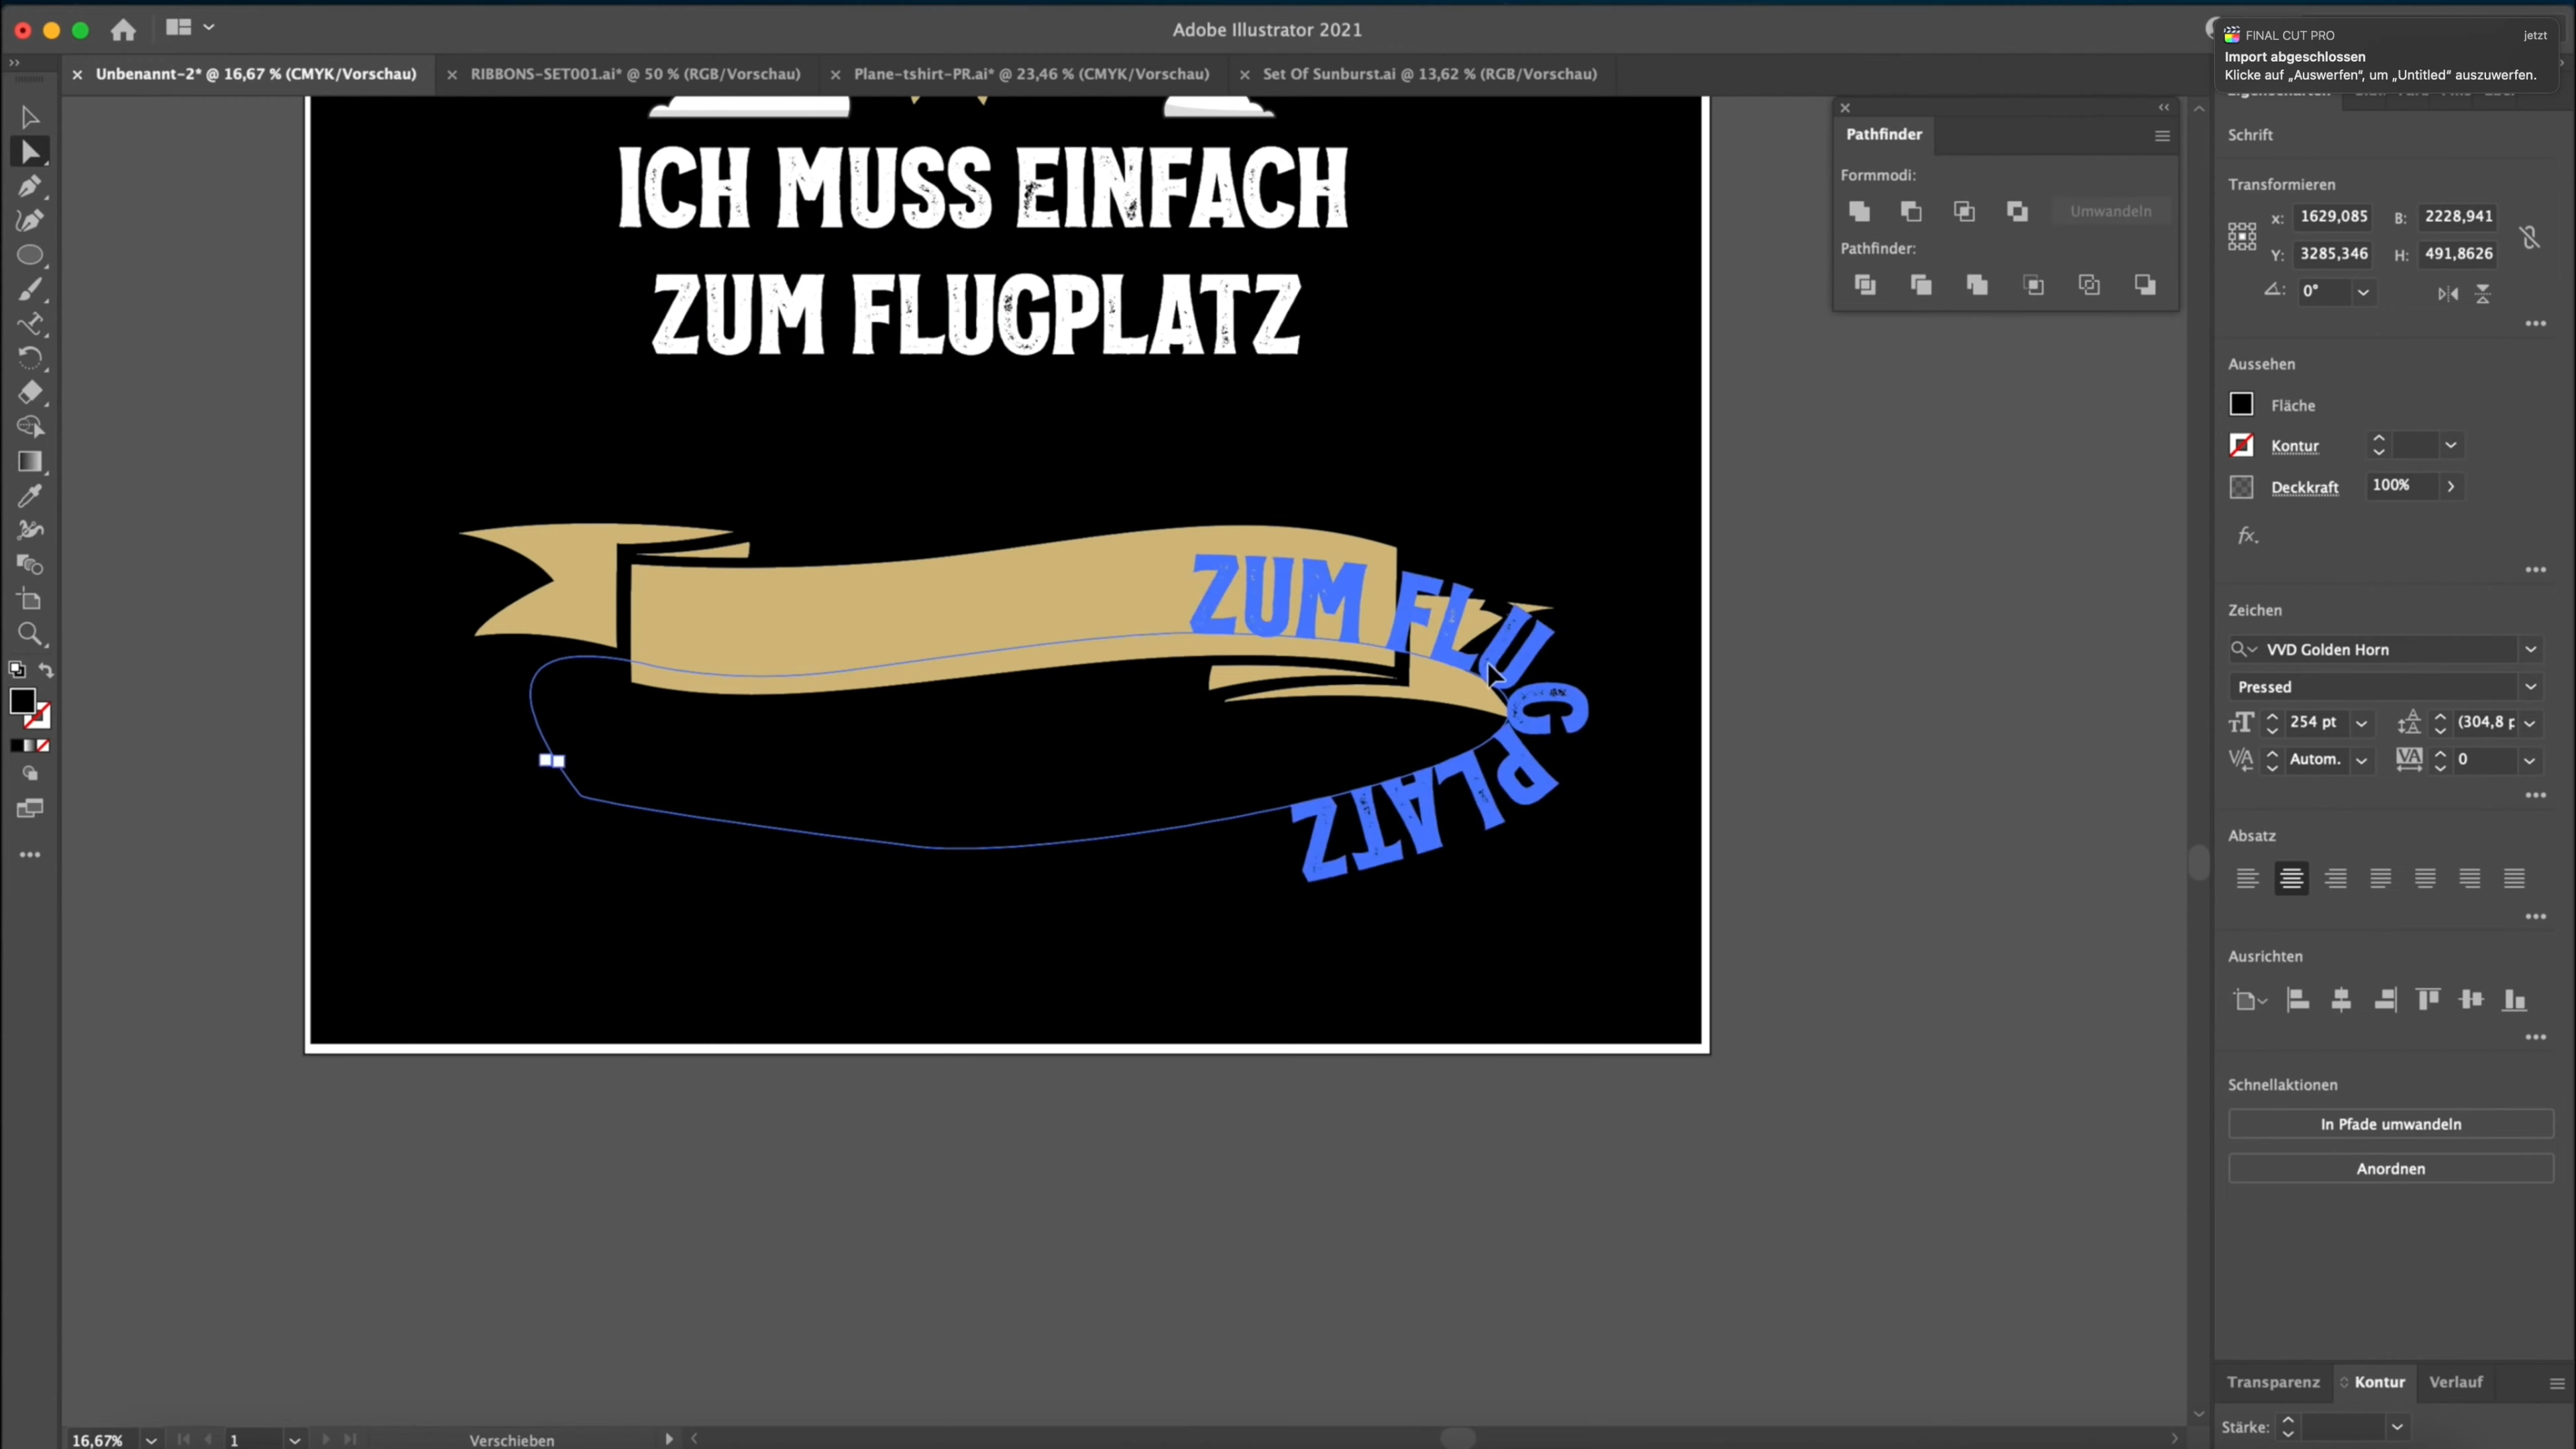 Adobe Illustrator 2021
FINAL CUT PRO
jetzt
Import abgeschlossen
Klicke auf „Auswerfen“, um „Untitled“ auszuwerfen.
Unbenannt-2* @ 16,67 % (CMYK/Vorschau)
RIBBONS-SET001.ai* @ 50 % (RGB/Vorschau)
Plane-tshirt-PR.ai* @ 23,46 % (CMYK/Vorschau)
Set Of Sunburst.ai @ 13,62 % (RGB/Vorschau)
ICH MUSS EINFACH
ZUM FLUGPLATZ
ZUM FLUGPLATZ
Pathfinder
Formmodi:
Umwandeln
Pathfinder:
Schrift
Transformieren
X: 1629,085
B: 2228,941
Y: 3285,346
H: 491,8626
0°
Aussehen
Fläche
Kontur
Deckkraft
100%
fx.
Zeichen
VVD Golden Horn
Pressed
254 pt
(304,8 p
Autom.
0
Absatz
Ausrichten
Schnellaktionen
In Pfade umwandeln
Anordnen
Transparenz
Kontur
Verlauf
Stärke:
16,67%
1
Verschieben